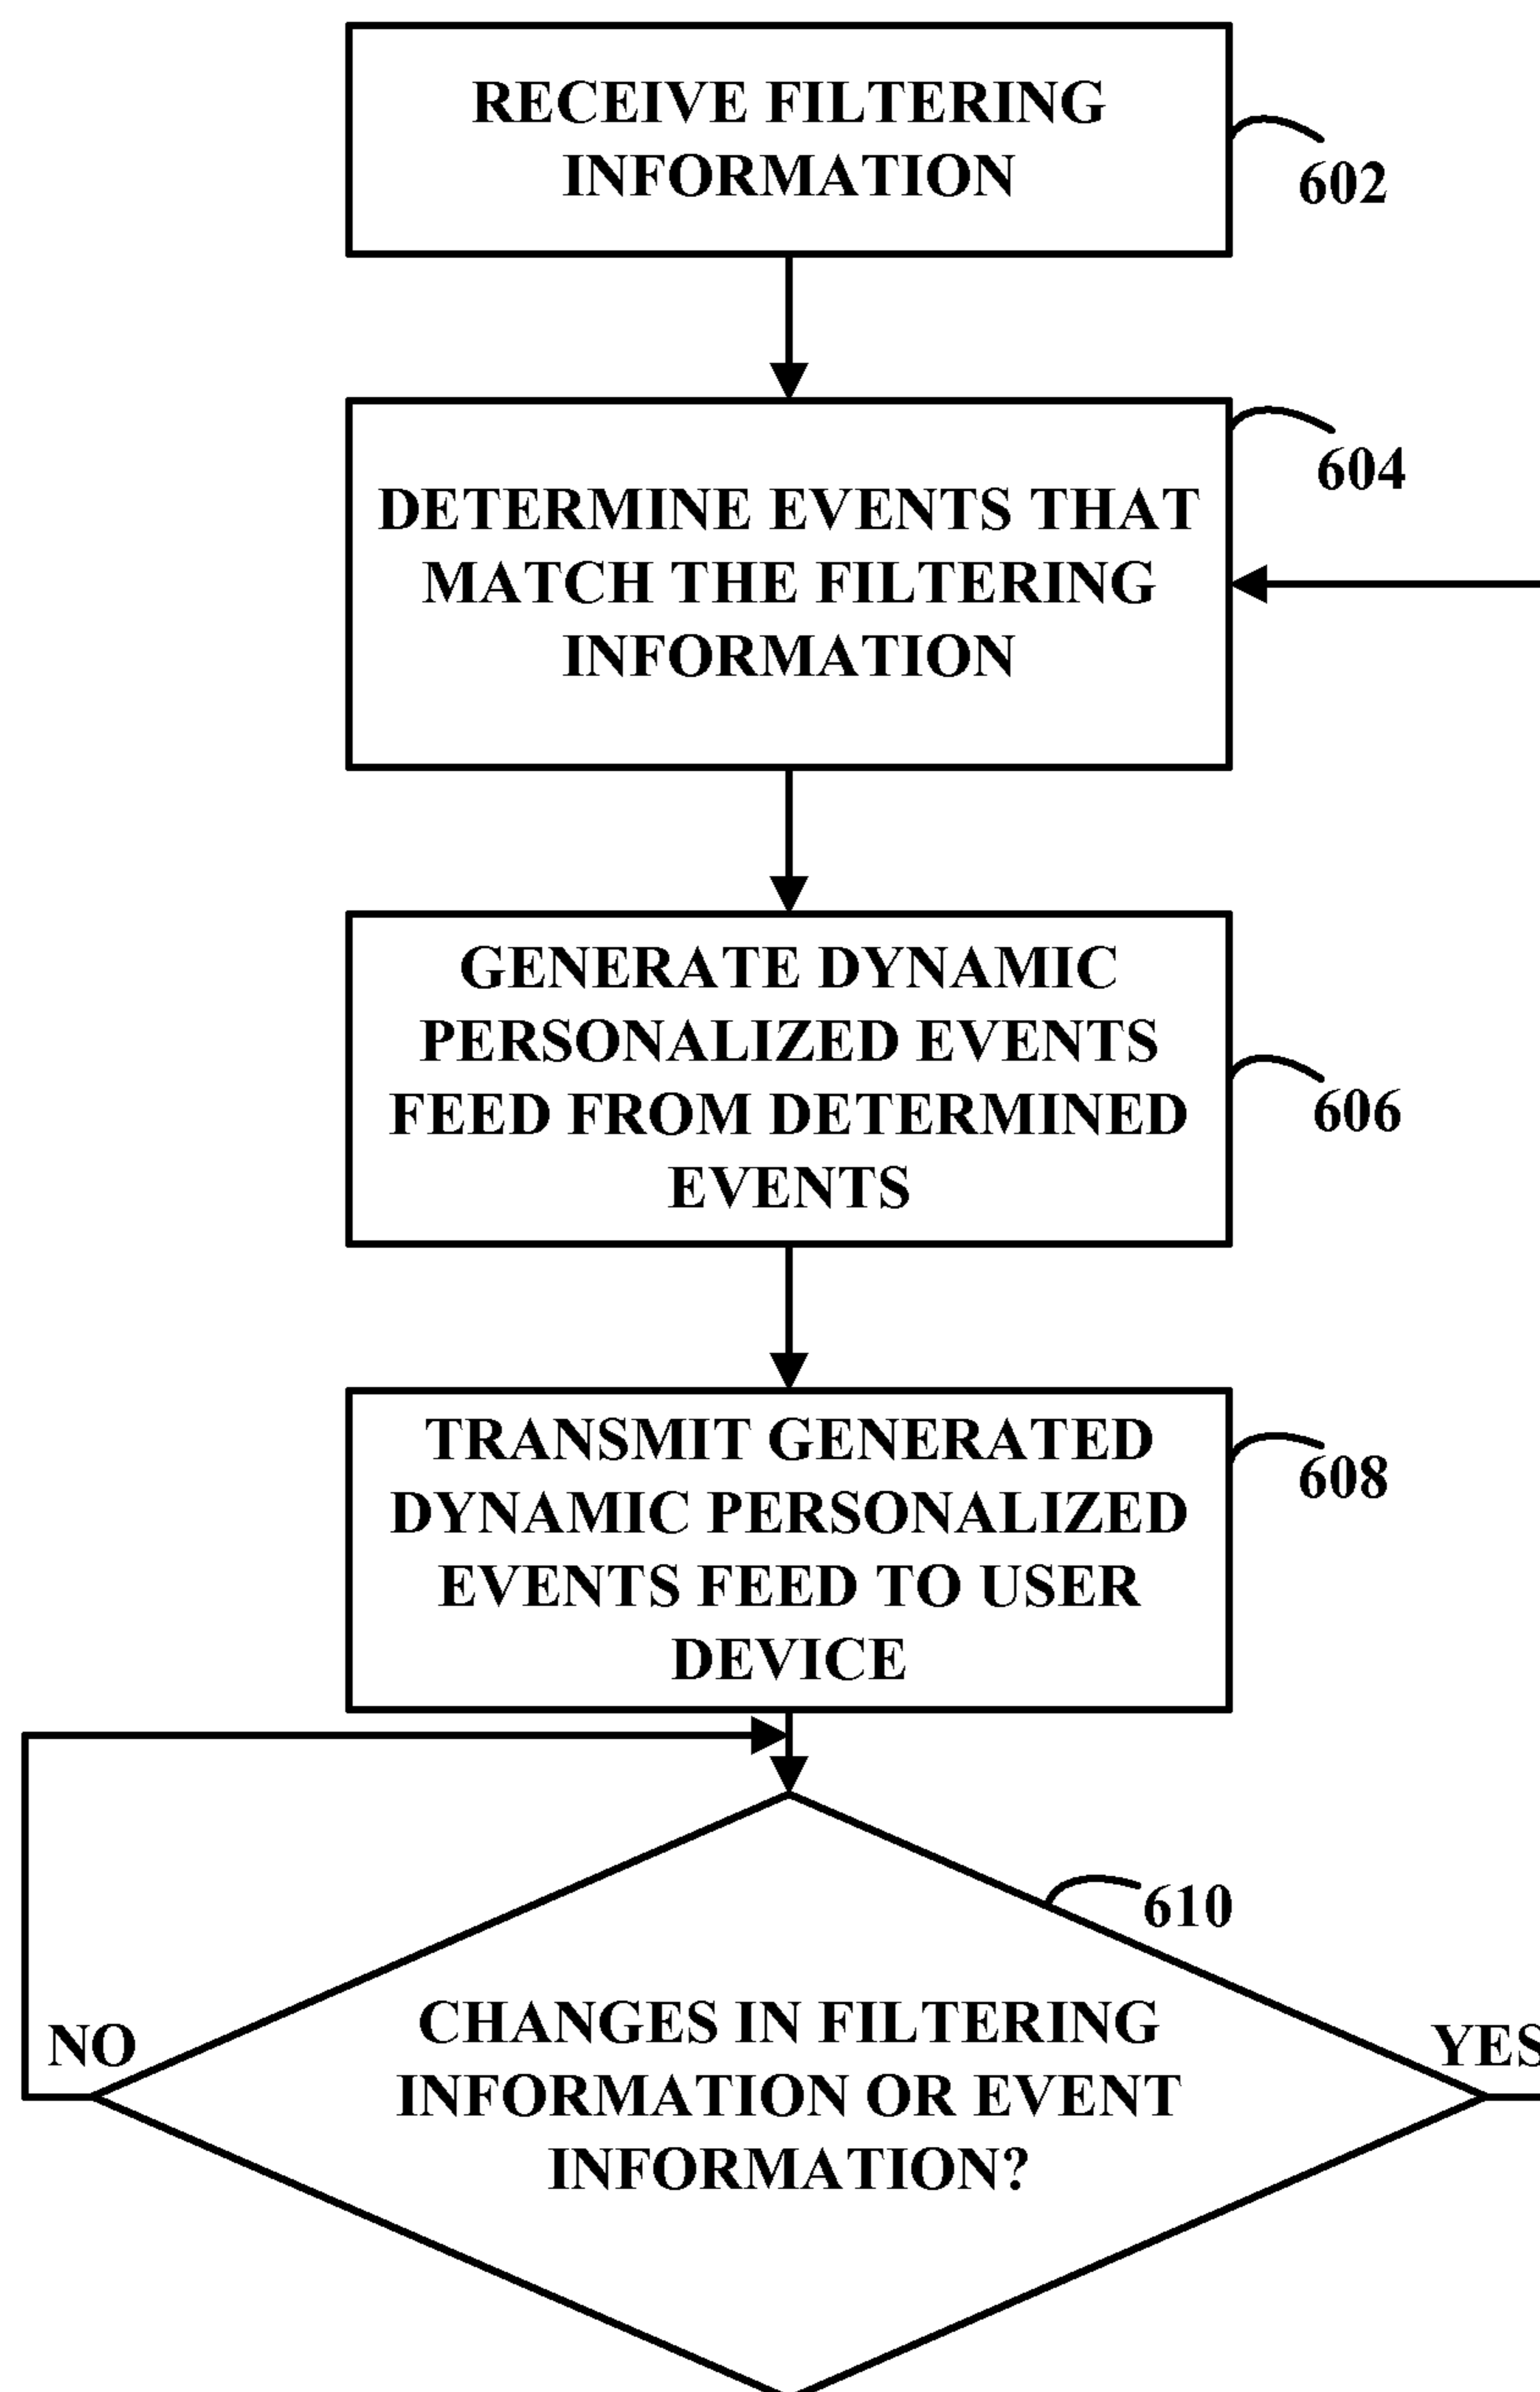 RECEIVE FILTERING
INFORMATION
602
604
DETERMINE EVENTS THAT
MATCH THE FILTERING
INFORMATION
GENERATE DYNAMIC
PERSONALIZED EVENTS
FEED FROM DETERMINED
EVENTS
606
TRANSMIT GENERATED
DYNAMIC PERSONALIZED
EVENTS FEED TO USER
DEVICE
608
610
NO
YES
CHANGES IN FILTERING
INFORMATION OR EVENT
INFORMATION?